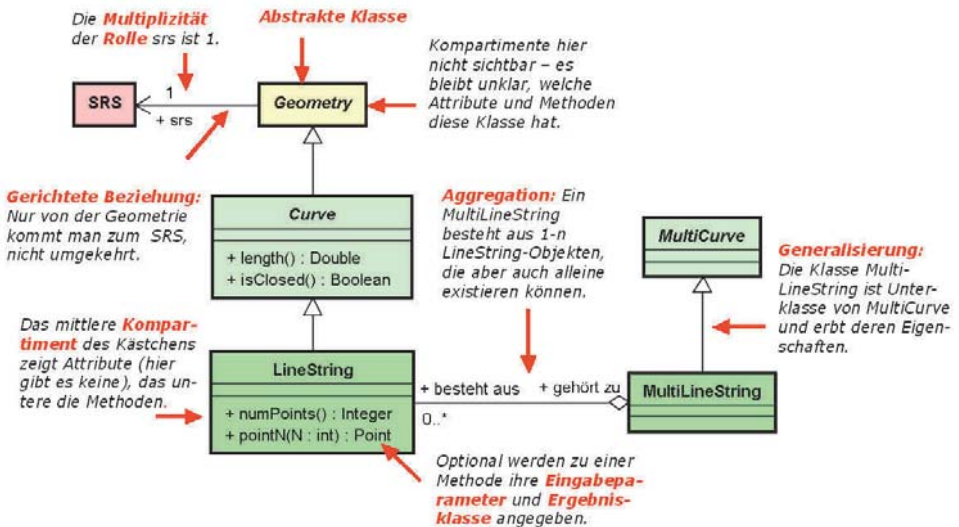 Die Multiplizität
der Rolle srs ist 1.
Abstrakte Klasse
Kompartimente hier
nicht sichtbar – es
bleibt unklar, welche
Attribute und Methoden
diese Klasse hat.
SRS
1
+ srs
Geometry
Gerichtete Beziehung:
Nur von der Geometrie
kommt man zum SRS,
nicht umgekehrt.
Curve
+ length() : Double
+ isClosed() : Boolean
Aggregation: Ein
MultiLineString
besteht aus 1-n
LineString-Objekten,
die aber auch alleine
existieren können.
MultiCurve
Generalisierung:
Die Klasse Multi-
LineString ist Unter-
klasse von MultiCurve
und erbt deren Eigen-
schaften.
Das mittlere Kompar-
timent des Kästchens
zeigt Attribute (hier
gibt es keine), das un-
tere die Methoden.
LineString
+ numPoints() : Integer
+ pointN(N : int) : Point
+ besteht aus
0..*
+ gehört zu
MultiLineString
Optional werden zu einer
Methode ihre Eingabepa-
rameter und Ergebnis-
klasse angegeben.